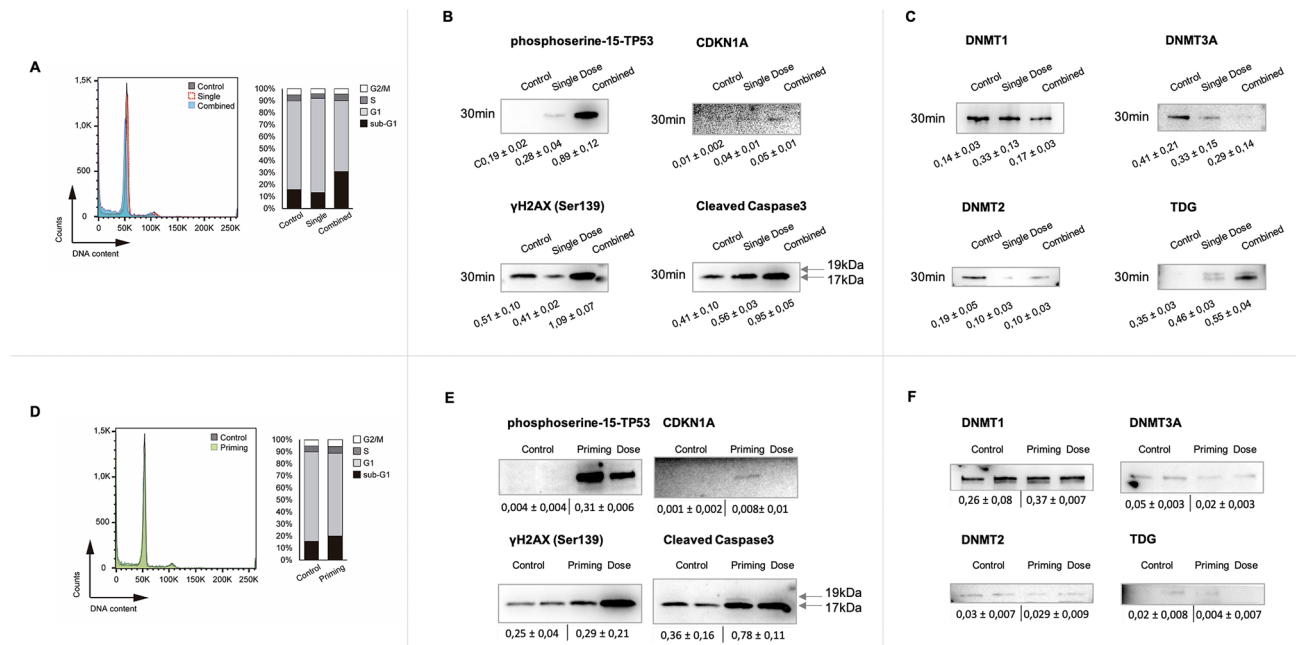 A
1,5K
1,0K
500
0
0 50K 100K 150K 200K 250K
Counts
DNA content
Control
Single
Combined
100%
90%
80%
70%
60%
50%
40%
30%
20%
10%
0%
Control Single Combined
G2/M
S
G1
sub-G1
B
phosphoserine-15-TP53
Control Single Dose Combined
30min
C0,19 ± 0,02 0,28 ± 0,04 0,89 ± 0,12
CDKN1A
Control Single Dose Combined
30min
0,01 ± 0,002 0,04 ± 0,01 0,05 ± 0,01
γH2AX (Ser139)
Control Single Dose Combined
30min
0,51 ± 0,10 0,41 ± 0,02 1,09 ± 0,07
Cleaved Caspase3
Control Single Dose Combined
30min
19kDa
17kDa
0,41 ± 0,10 0,56 ± 0,03 0,95 ± 0,05
C
DNMT1
Control Single Dose Combined
30min
0,14 ± 0,03 0,33 ± 0,13 0,17 ± 0,03
DNMT3A
Control Single Dose Combined
30min
0,41 ± 0,21 0,33 ± 0,15 0,29 ± 0,14
DNMT2
Control Single Dose Combined
30min
0,19 ± 0,05 0,10 ± 0,03 0,10 ± 0,03
TDG
Control Single Dose Combined
30min
0,35 ± 0,03 0,46 ± 0,03 0,55 ± 0,04
D
1,5K
1,0K
500
0
0 50K 100K 150K 200K 250K
Counts
DNA content
Control
Priming
100%
90%
80%
70%
60%
50%
40%
30%
20%
10%
0%
Control Priming
G2/M
S
G1
sub-G1
E
phosphoserine-15-TP53
Control Priming Dose
0,004 ± 0,004 0,31 ± 0,006
CDKN1A
Control Priming Dose
0,001 ± 0,002 0,008± 0,01
γH2AX (Ser139)
Control Priming Dose
0,25 ± 0,04 0,29 ± 0,21
Cleaved Caspase3
Control Priming Dose
19kDa
17kDa
0,36 ± 0,16 0,78 ± 0,11
F
DNMT1
Control Priming Dose
0,26 ± 0,08 0,37 ± 0,007
DNMT3A
Control Priming Dose
0,05 ± 0,003 0,02 ± 0,003
DNMT2
Control Priming Dose
0,03 ± 0,007 0,029 ± 0,009
TDG
Control Priming Dose
0,02 ± 0,008 0,004 ± 0,007